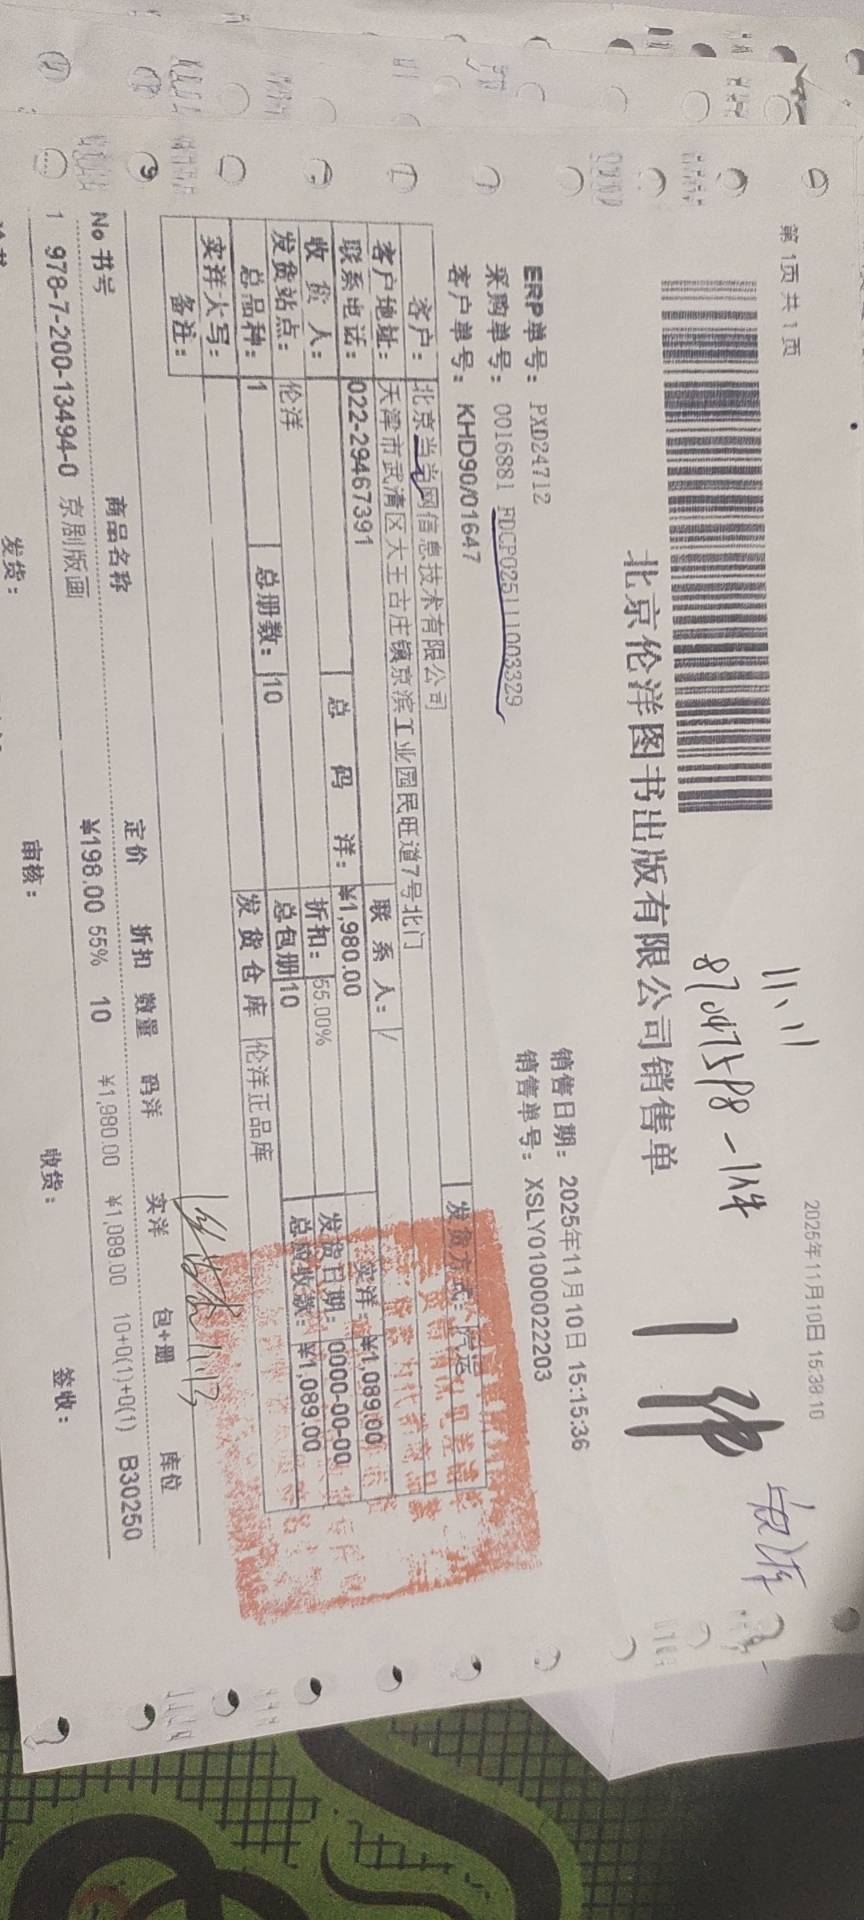 第 1页 共 1 页
2025年11月10日 15:38:10
11.11
87047598-1件
1件
北京伦洋图书出版有限公司销售单
ERP单号： PXD24712
销售日期： 2025年11月10日 15:15:36
采购单号： 0016881 FDCP025111003329
销售单号： XSLY01000022203
客户单号： KHD90/01647
客户： 北京当当网信息技术有限公司 发货方式： 汽运
客户地址： 天津市武清区大王古庄镇京滨工业园民旺道7号北门
联系电话： 022-29467391 联系人： / 实洋： ¥1,089.00
收货人： 总码洋： ¥1,980.00 发货日期： 0000-00-00
发货站点： 伦洋 折扣： 55.00% 总应收款： ¥1,089.00
总品种： 1 总册数： 10 总包册 10
发货仓库 伦洋正品库
实洋大写：
备注：
No 书号 商品名称 定价 折扣 数量 码洋 实洋 包+册 库位
1 978-7-200-13494-0 京剧版画 ¥198.00 55% 10 ¥1,980.00 ¥1,089.00 10+0(1)+0(1) B30250
发货： 审核： 收货： 签收：